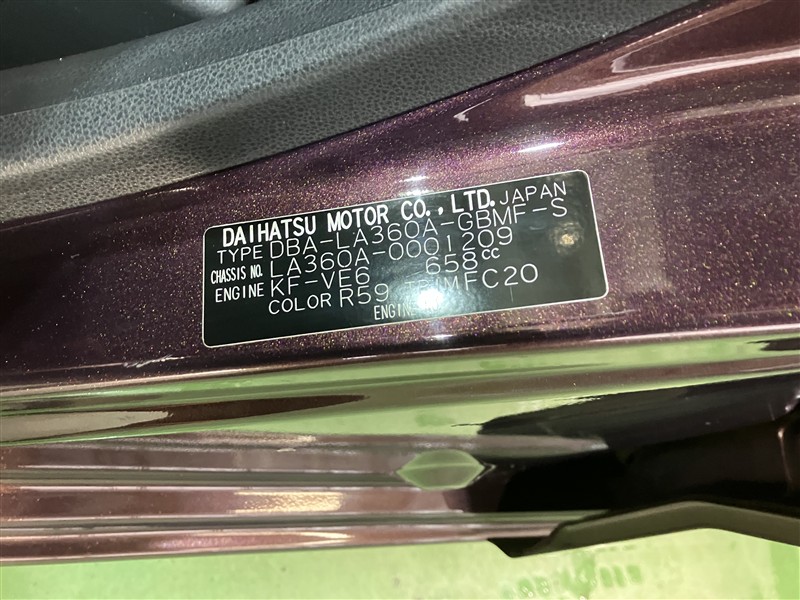 DAIHATSU MOTOR CO.,LTD. JAPAN
TYPE DBA-LA360A-GBMF-S
CHASSIS NO. LA360A-0001209
ENGINE KF-VE6 658cc
COLOR R59 TRIM FC20